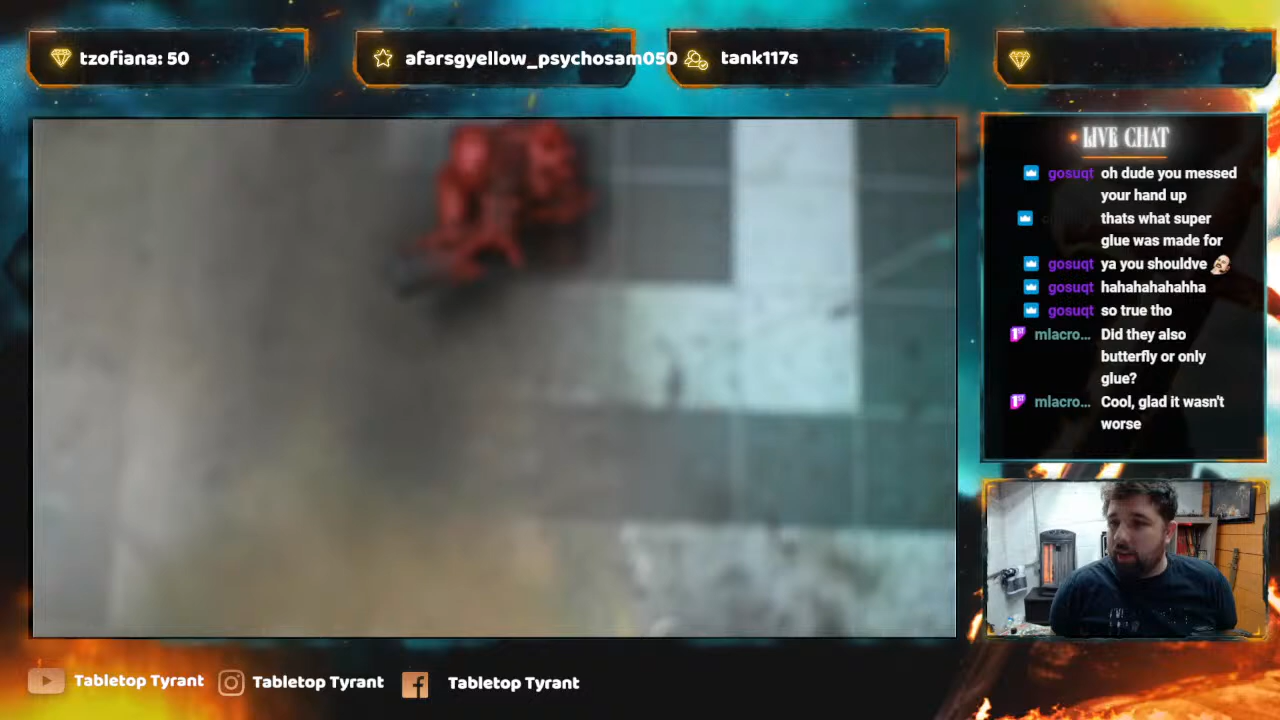 tzofiana: 50
afarsgyellow_psychosam050
tank117s
LIVE CHAT
gosuqt oh dude you messed
your hand up
thats what super
glue was made for
gosuqt ya you shouldve
gosuqt hahahahahahha
gosuqt so true tho
mlacro... Did they also
butterfly or only
glue?
mlacro... Cool, glad it wasn't
worse
Tabletop Tyrant
Tabletop Tyrant
Tabletop Tyrant